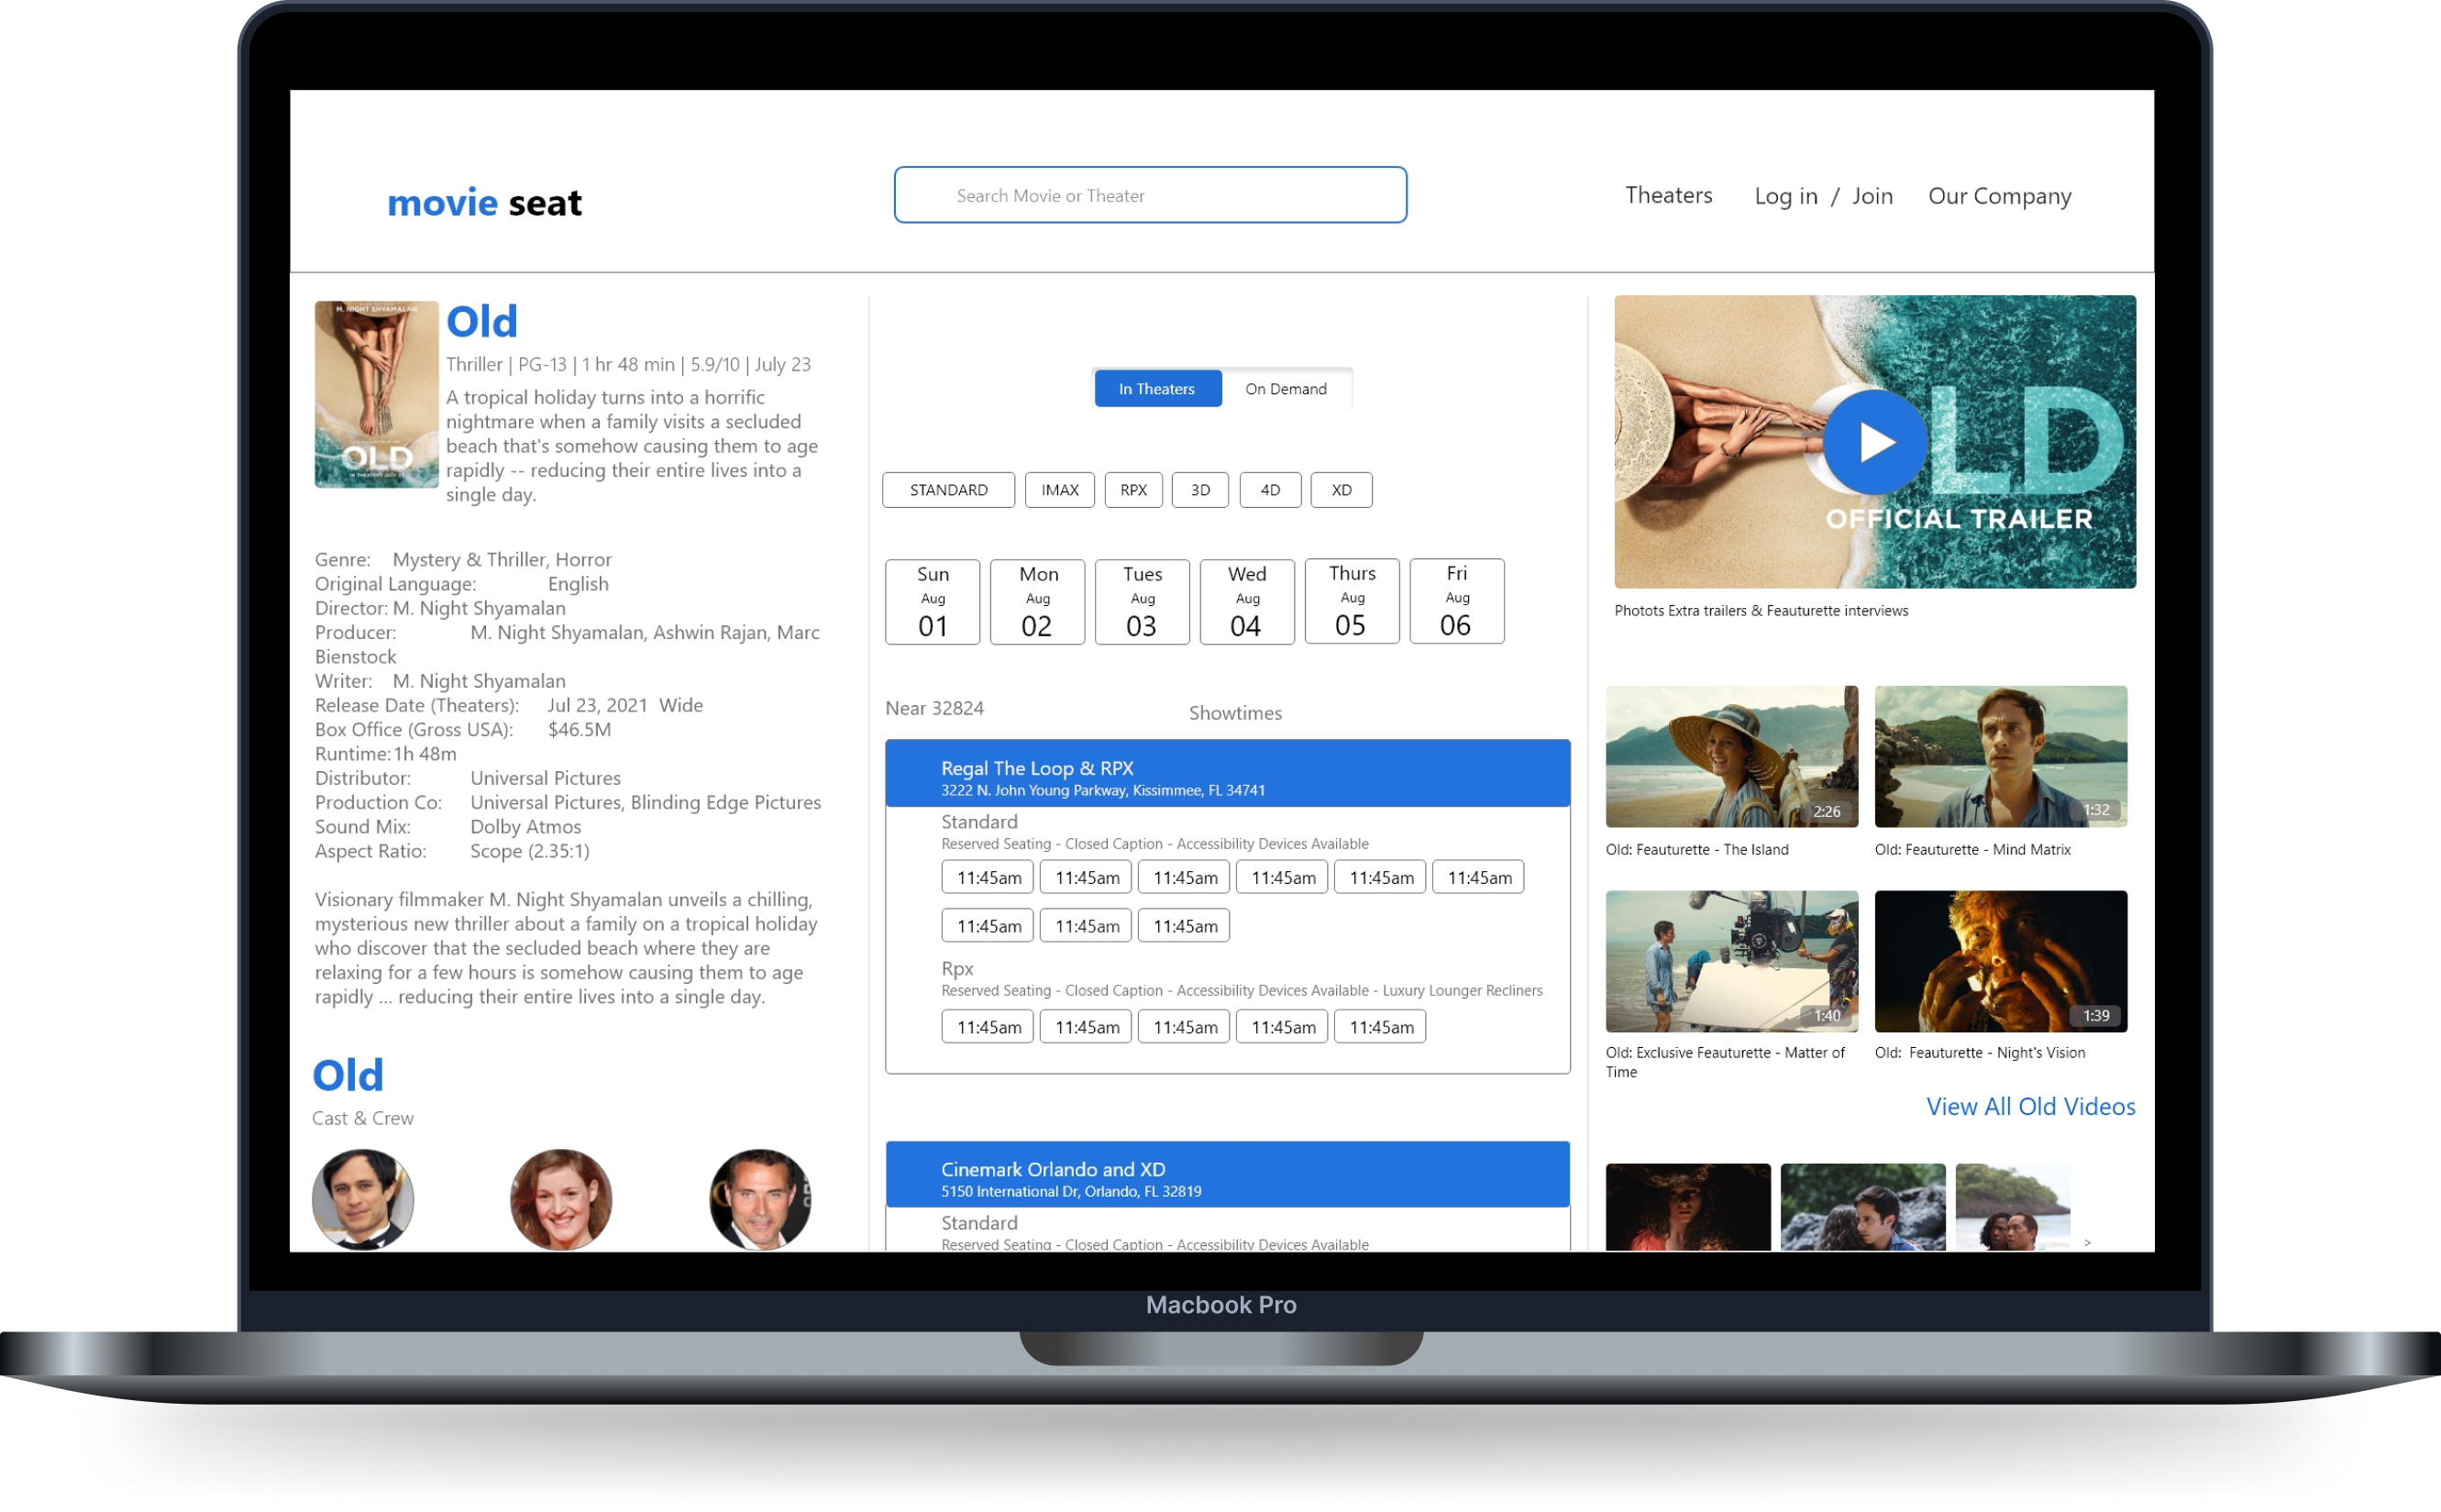 movie seat
Search Movie or Theater
Theaters
Log in / Join
Our Company
M. NIGHT SHYAMALAN
OLD
IN THEATERS JULY 23
Old
Thriller | PG-13 | 1 hr 48 min | 5.9/10 | July 23
A tropical holiday turns into a horrific
nightmare when a family visits a secluded
beach that's somehow causing them to age
rapidly -- reducing their entire lives into a
single day.
Genre: Mystery & Thriller, Horror
Original Language: English
Director: M. Night Shyamalan
Producer: M. Night Shyamalan, Ashwin Rajan, Marc
Bienstock
Writer: M. Night Shyamalan
Release Date (Theaters): Jul 23, 2021 Wide
Box Office (Gross USA): $46.5M
Runtime: 1h 48m
Distributor: Universal Pictures
Production Co: Universal Pictures, Blinding Edge Pictures
Sound Mix: Dolby Atmos
Aspect Ratio: Scope (2.35:1)
Visionary filmmaker M. Night Shyamalan unveils a chilling,
mysterious new thriller about a family on a tropical holiday
who discover that the secluded beach where they are
relaxing for a few hours is somehow causing them to age
rapidly ... reducing their entire lives into a single day.
Old
Cast & Crew
In Theaters
On Demand
STANDARD
IMAX
RPX
3D
4D
XD
Sun
Aug
01
Mon
Aug
02
Tues
Aug
03
Wed
Aug
04
Thurs
Aug
05
Fri
Aug
06
Near 32824
Showtimes
Regal The Loop & RPX
3222 N. John Young Parkway, Kissimmee, FL 34741
Standard
Reserved Seating - Closed Caption - Accessibility Devices Available
11:45am 11:45am 11:45am 11:45am 11:45am 11:45am
11:45am 11:45am 11:45am
Rpx
Reserved Seating - Closed Caption - Accessibility Devices Available - Luxury Lounger Recliners
11:45am 11:45am 11:45am 11:45am 11:45am
Cinemark Orlando and XD
5150 International Dr, Orlando, FL 32819
Standard
Reserved Seating - Closed Caption - Accessibility Devices Available
OLD
OFFICIAL TRAILER
Photots Extra trailers & Feauturette interviews
2:26
1:32
Old: Feauturette - The Island
Old: Feauturette - Mind Matrix
1:40
1:39
Old: Exclusive Feauturette - Matter of
Time
Old: Feauturette - Night's Vision
View All Old Videos
>
Macbook Pro